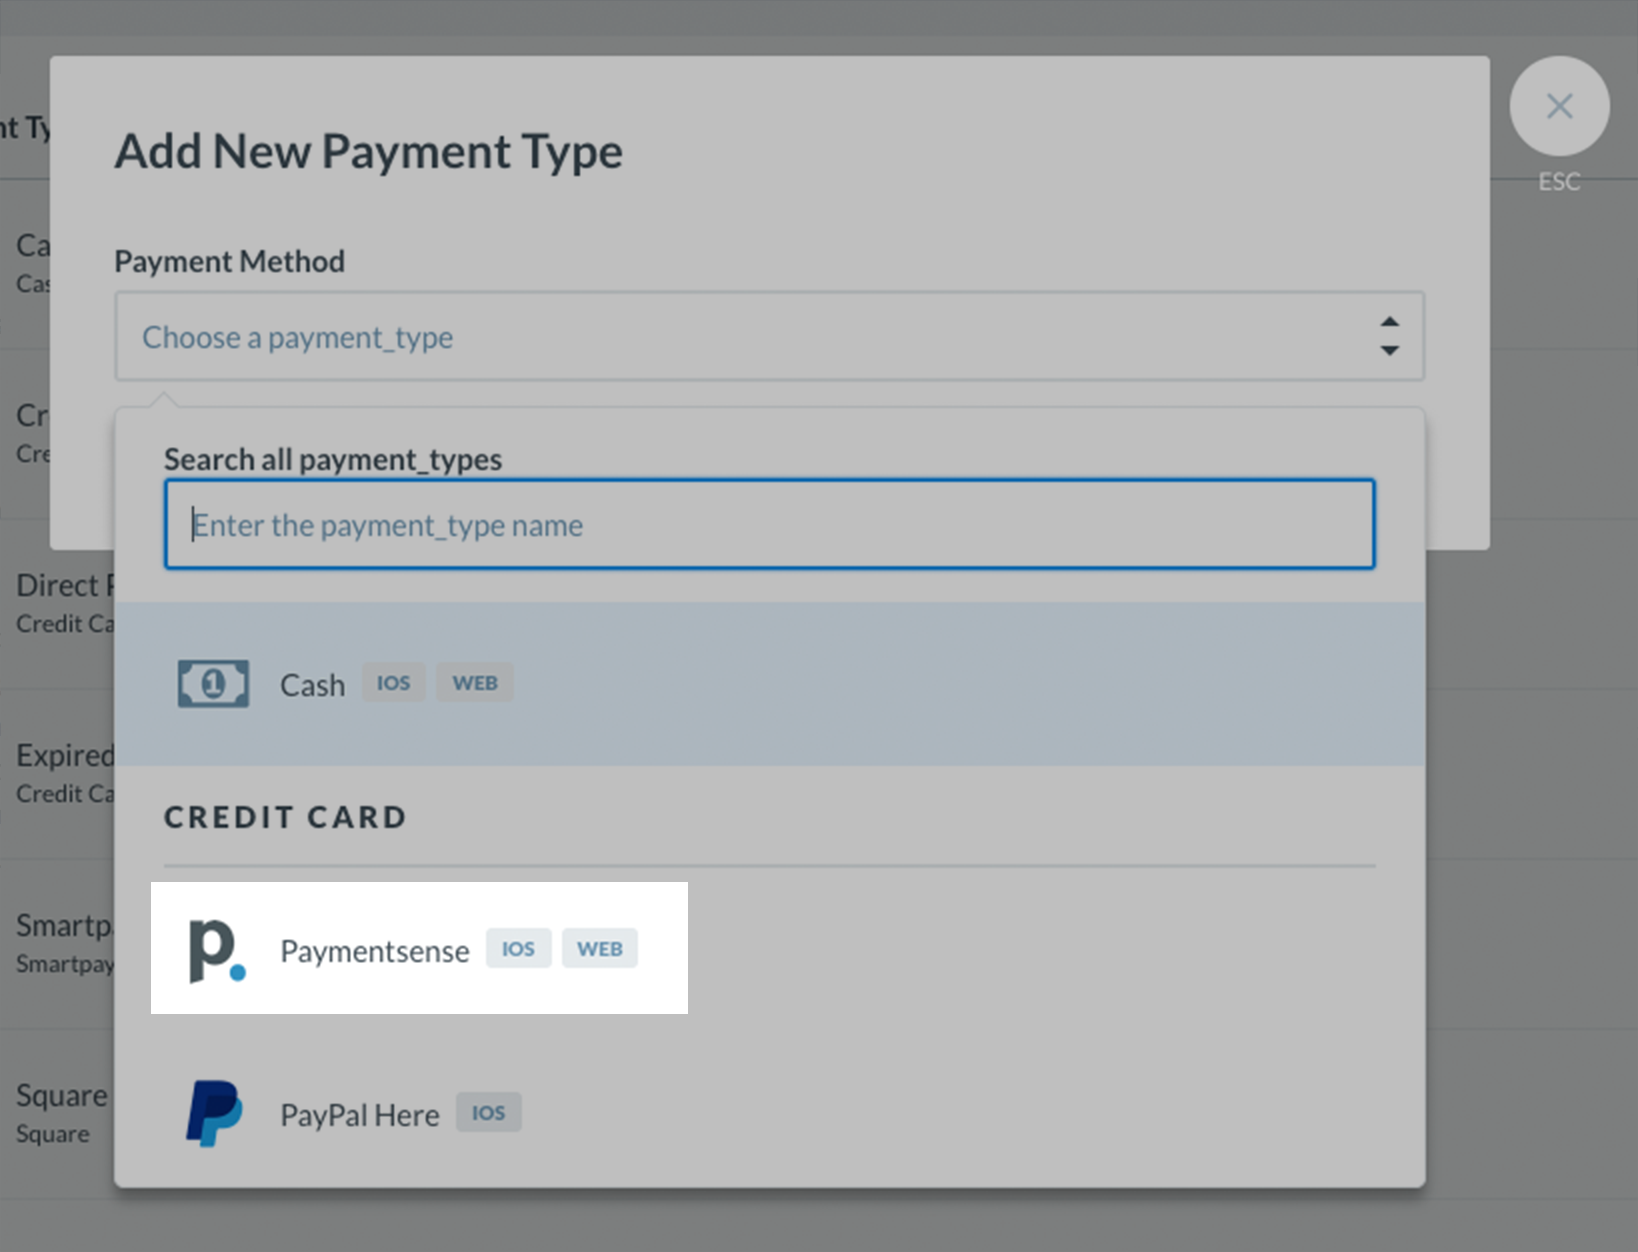 nt Ty
Add New Payment Type
ESC
Payment Method
Choose a payment_type
Search all payment_types
Enter the payment_type name
Cash IOS WEB
CREDIT CARD
Paymentsense IOS WEB
PayPal Here IOS
Ca
Cas
Cr
Cre
Direct P
Credit Ca
Expired
Credit Ca
Smartp
Smartpay
Square
Square